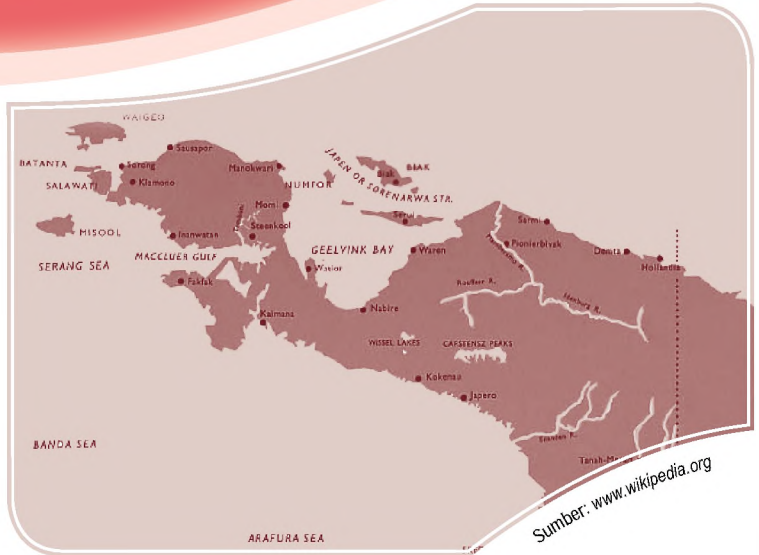 WAIGEO
Sausapor
BATANTA
Sorong
Manokwari
BIAK
JAPEN OR SORENARWA STR.
Biak
SALAWATI
Klamono
NUMFOR
Momi
Serui
Sarmi
MISOOL
Inanwatan
Steenkool
MACCLUER GULF
GEELVINK BAY
Waren
Pionierbivak
Demta
Hollandia
SERANG SEA
Wasior
Fakfak
Rouffaer R.
Kaimana
Nabire
WISSEL LAKES
CARSTENSZ PEAKS
Kokenau
Japero
BANDA SEA
Eilanden R.
Sumber: www.wikipedia.org
ARAFURA SEA